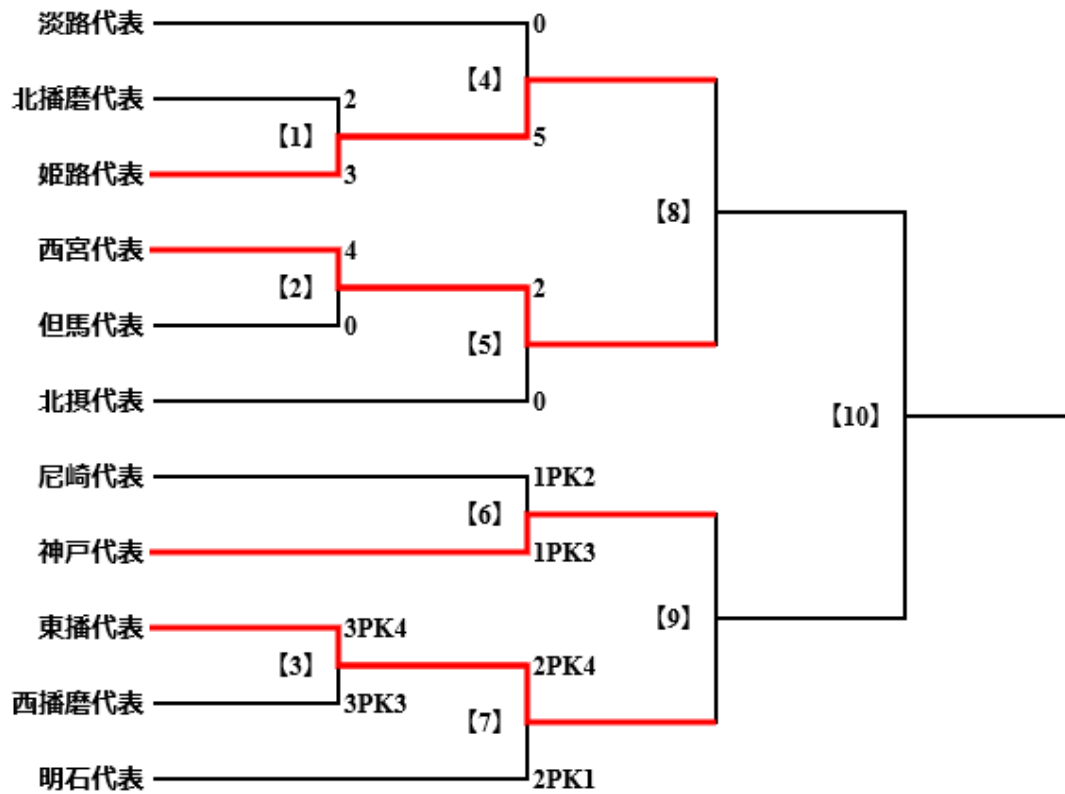 淡路代表
0
【4】
北播磨代表
2
【1】
5
姫路代表
3
【8】
西宮代表
4
【2】
2
但馬代表
0
【5】
北摂代表
0
【10】
尼崎代表
1PK2
【6】
神戸代表
1PK3
【9】
東播代表
3PK4
【3】
2PK4
西播磨代表
3PK3
【7】
明石代表
2PK1